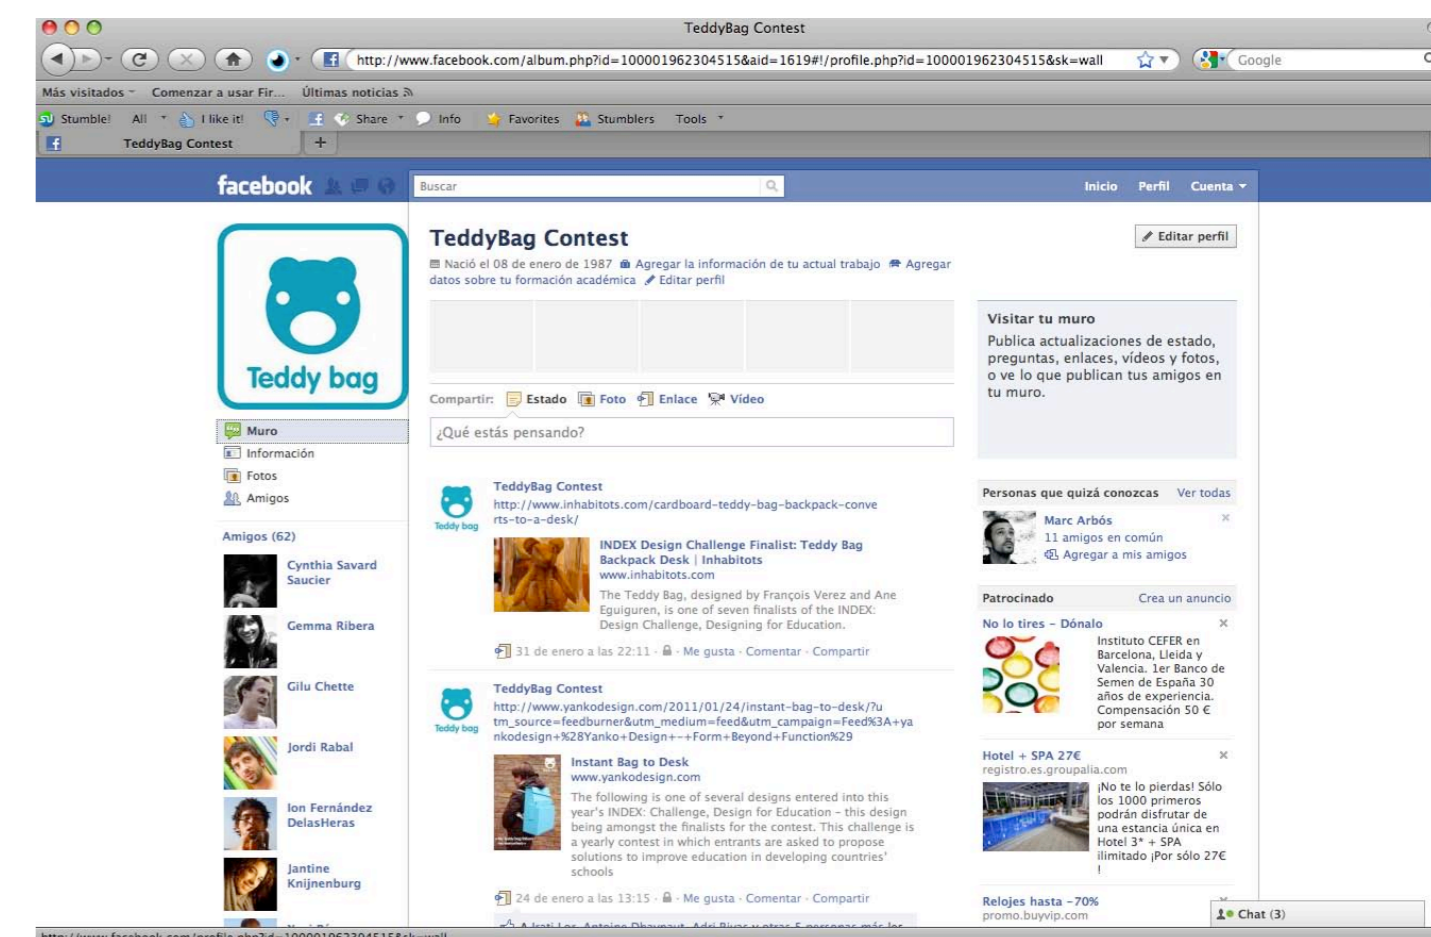 TeddyBag Contest
http://www.facebook.com/album.php?id=100001962304515&aid=1619#!/profile.php?id=100001962304515&sk=wall
Google
Más visitados
Comenzar a usar Fir...
Últimas noticias
Stumble!
All
I like it!
Share
Info
Favorites
Stumblers
Tools
TeddyBag Contest
+
facebook
Buscar
Inicio
Perfil
Cuenta
Teddy bag
Muro
Información
Fotos
Amigos
Amigos (62)
Cynthia Savard
Saucier
Gemma Ribera
Gilu Chette
Jordi Rabal
Ion Fernández
DelasHeras
Jantine
Knijnenburg
TeddyBag Contest
Editar perfil
Nació el 08 de enero de 1987 Agregar la información de tu actual trabajo Agregar
datos sobre tu formación académica Editar perfil
Compartir: Estado Foto Enlace Vídeo
¿Qué estás pensando?
Teddy bag
TeddyBag Contest
http://www.inhabitots.com/cardboard-teddy-bag-backpack-conve
rts-to-a-desk/
INDEX Design Challenge Finalist: Teddy Bag
Backpack Desk | Inhabitots
www.inhabitots.com
The Teddy Bag, designed by François Verez and Ane
Eguiguren, is one of seven finalists of the INDEX:
Design Challenge, Designing for Education.
31 de enero a las 22:11 · Me gusta · Comentar · Compartir
Teddy bag
TeddyBag Contest
http://www.yankodesign.com/2011/01/24/instant-bag-to-desk/?u
tm_source=feedburner&utm_medium=feed&utm_campaign=Feed%3A+ya
nkodesign+%28Yanko+Design+-+Form+Beyond+Function%29
Instant Bag to Desk
www.yankodesign.com
The following is one of several designs entered into this
year's INDEX: Challenge, Design for Education – this design
being amongst the finalists for the contest. This challenge is
a yearly contest in which entrants are asked to propose
solutions to improve education in developing countries'
schools
24 de enero a las 13:15 · Me gusta · Comentar · Compartir
Visitar tu muro
Publica actualizaciones de estado,
preguntas, enlaces, vídeos y fotos,
o ve lo que publican tus amigos en
tu muro.
Personas que quizá conozcas Ver todas
Marc Arbós
11 amigos en común
Agregar a mis amigos
Patrocinado Crea un anuncio
No lo tires – Dónalo
Instituto CEFER en
Barcelona, Lleida y
Valencia. 1er Banco de
Semen de España 30
años de experiencia.
Compensación 50 €
por semana
Hotel + SPA 27€
registro.es.groupalia.com
¡No te lo pierdas! Sólo
los 1000 primeros
podrán disfrutar de
una estancia única en
Hotel 3* + SPA
ilimitado ¡Por sólo 27€
!
Relojes hasta -70%
promo.buyvip.com
Chat (3)